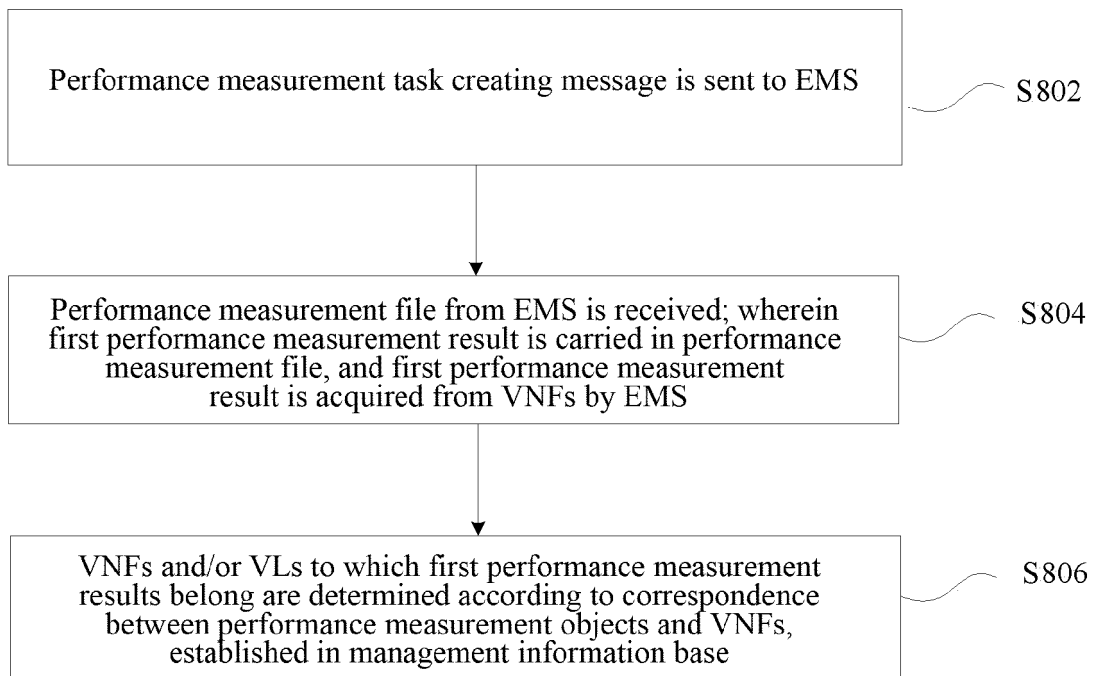 Performance measurement task creating message is sent to EMS
S802
Performance measurement file from EMS is received; wherein
first performance measurement result is carried in performance
measurement file, and first performance measurement
result is acquired from VNFs by EMS
S804
VNFs and/or VLs to which first performance measurement
results belong are determined according to correspondence
between performance measurement objects and VNFs,
established in management information base
S806